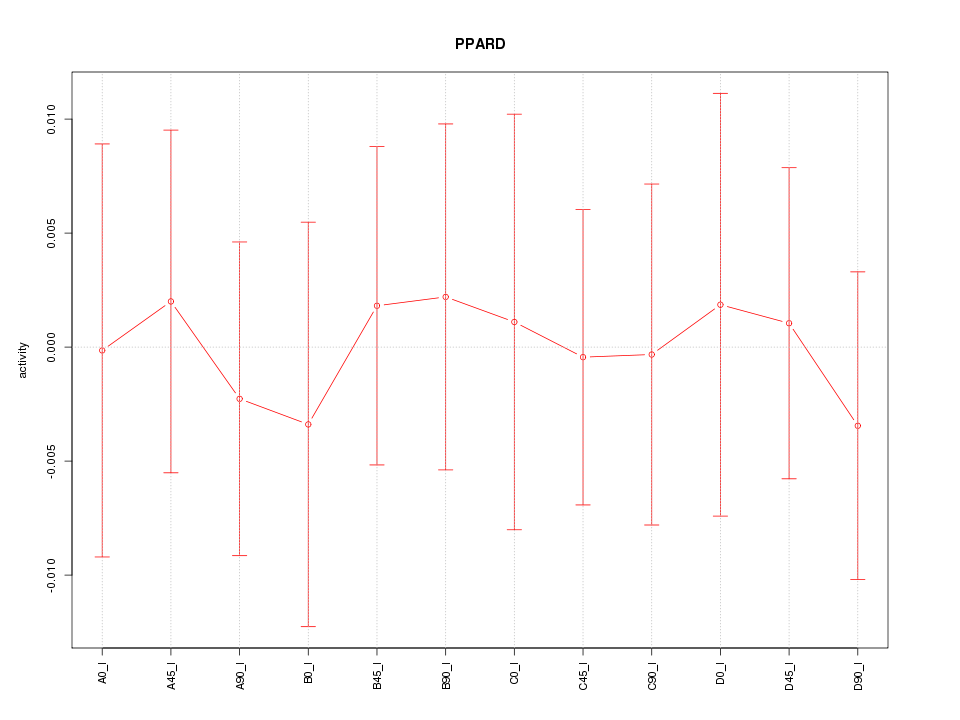 PPARD
activity
0.010
0.005
0.000
-0.005
-0.010
A0_I
A45_I
A90_I
B0_I
B45_I
B90_I
C0_I
C45_I
C90_I
D0_I
D45_I
D90_I